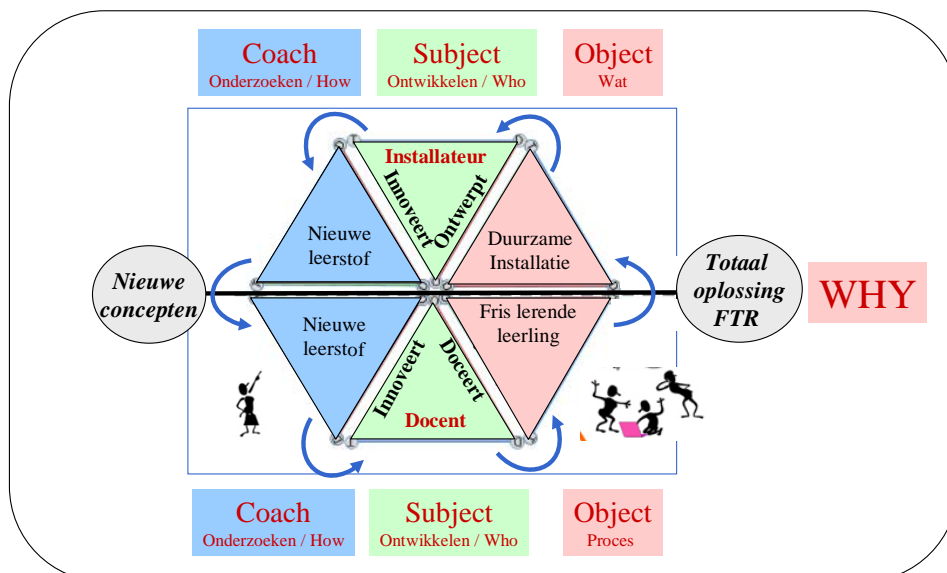 Coach
Onderzoeken / How
Subject
Ontwikkelen / Who
Object
Wat
Installateur
Innoveert
Ontwerpt
Nieuwe
leerstof
Duurzame
Installatie
Nieuwe
concepten
Totaal
oplossing
FTR
WHY
Nieuwe
leerstof
Fris lerende
leerling
Innoveert
Doceert
Docent
Coach
Onderzoeken / How
Subject
Ontwikkelen / Who
Object
Proces